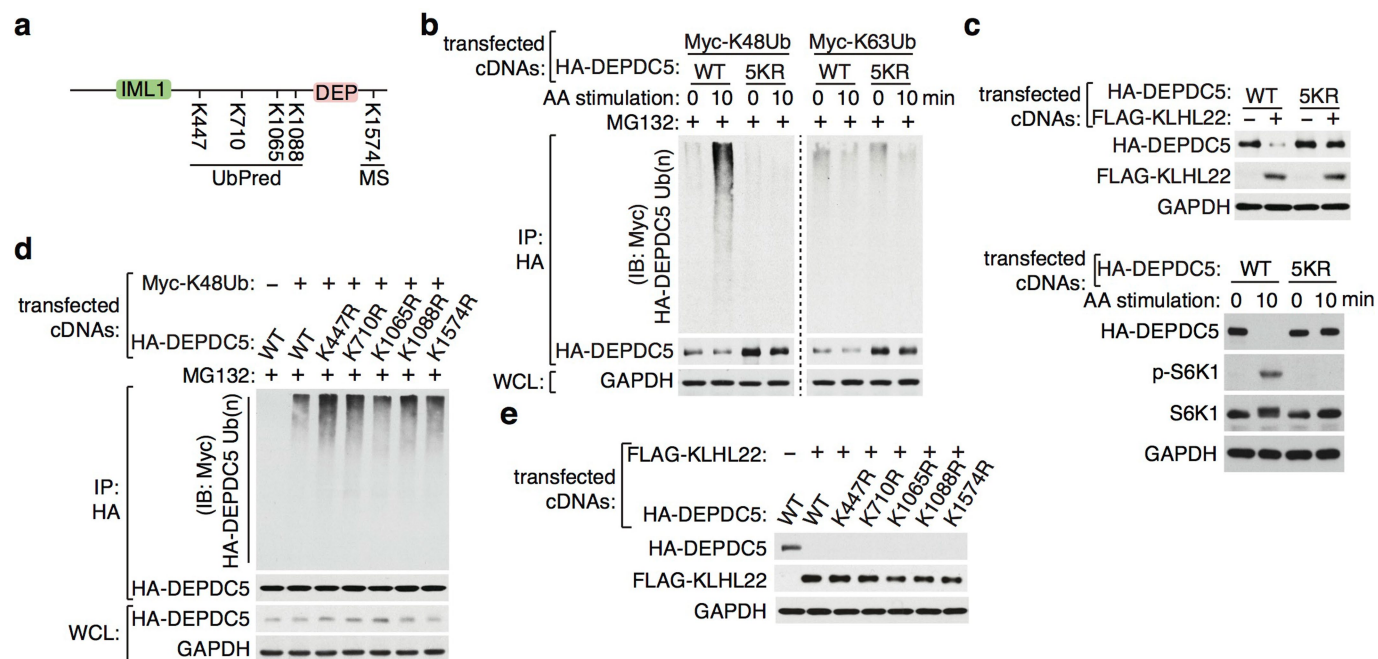 a
IML1
DEP
K447
K710
K1065
K1088
K1574
UbPred
MS
b
transfected
cDNAs:
Myc-K48Ub
Myc-K63Ub
HA-DEPDC5:
WT 5KR WT 5KR
AA stimulation: 0 10 0 10 0 10 0 10 min
MG132: + + + + + + + +
IP:
HA
(IB: Myc)
HA-DEPDC5 Ub(n)
HA-DEPDC5
WCL: GAPDH
c
transfected
cDNAs:
HA-DEPDC5: WT 5KR
FLAG-KLHL22: – + – +
HA-DEPDC5
FLAG-KLHL22
GAPDH
transfected
cDNAs:
HA-DEPDC5: WT 5KR
AA stimulation: 0 10 0 10 min
HA-DEPDC5
p-S6K1
S6K1
GAPDH
d
transfected
cDNAs:
Myc-K48Ub: – + + + + + +
HA-DEPDC5: WT WT K447R K710R K1065R K1088R K1574R
MG132: + + + + + + +
IP:
HA
(IB: Myc)
HA-DEPDC5 Ub(n)
HA-DEPDC5
WCL:
HA-DEPDC5
GAPDH
e
transfected
cDNAs:
FLAG-KLHL22: – + + + + + +
HA-DEPDC5: WT WT K447R K710R K1065R K1088R K1574R
HA-DEPDC5
FLAG-KLHL22
GAPDH